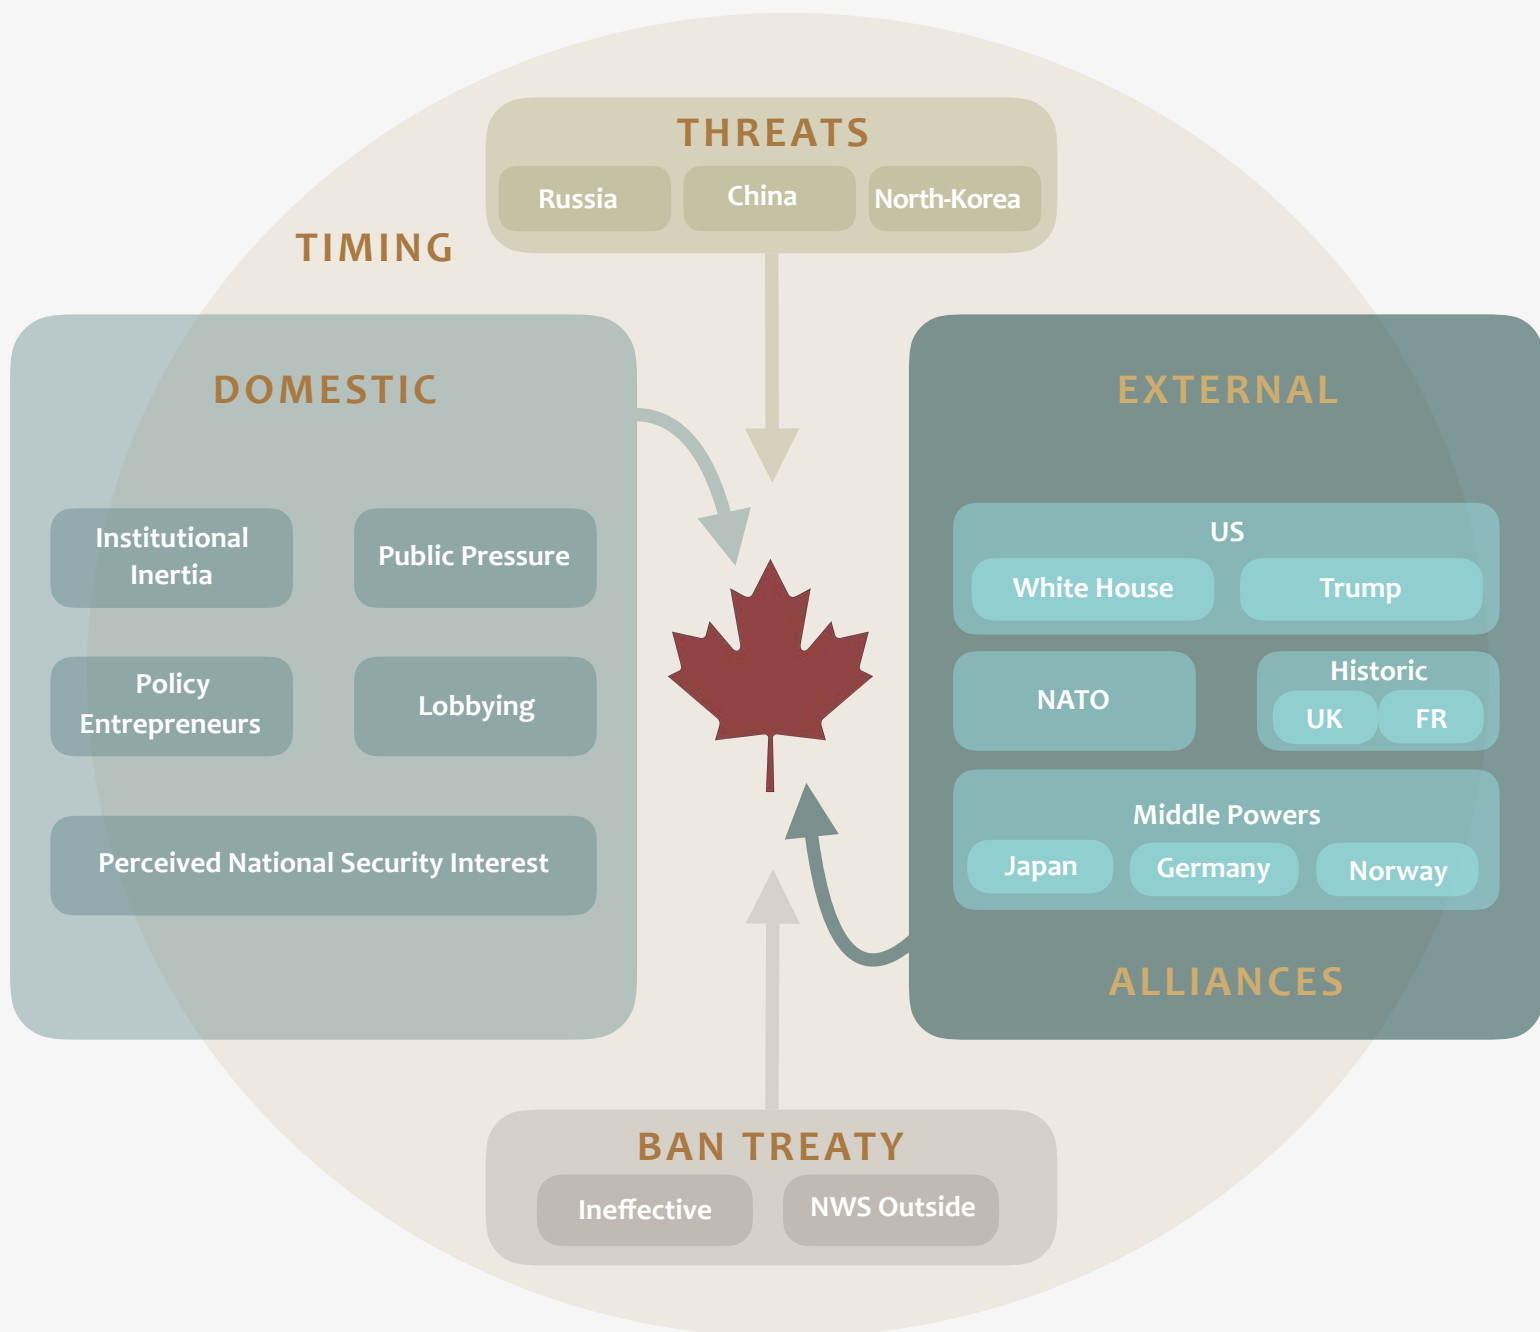 THREATS
Russia
China
North-Korea
TIMING
DOMESTIC
Institutional
Inertia
Public Pressure
Policy
Entrepreneurs
Lobbying
Perceived National Security Interest
EXTERNAL
US
White House
Trump
NATO
Historic
UK
FR
Middle Powers
Japan
Germany
Norway
ALLIANCES
BAN TREATY
Ineffective
NWS Outside